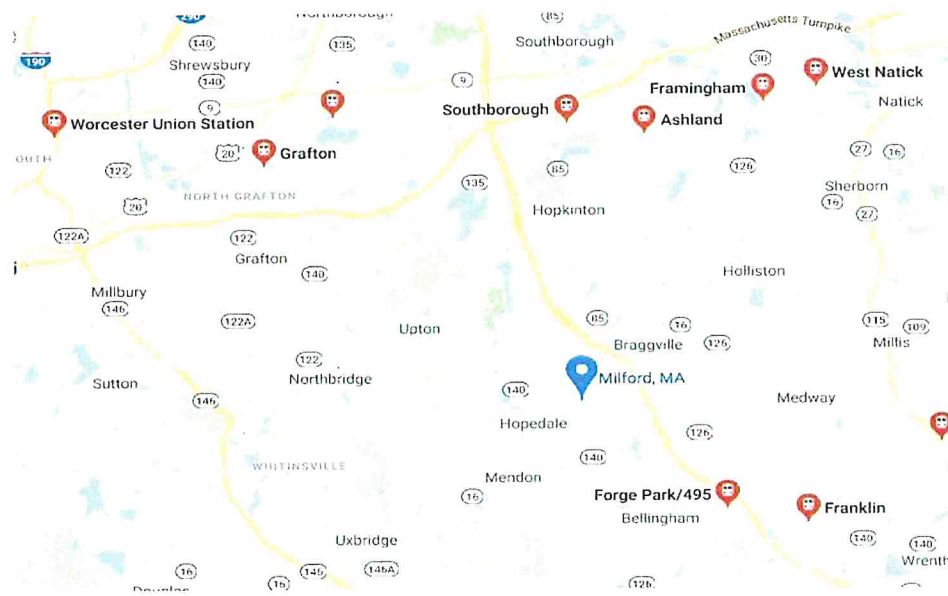 85
Southborough
Massachusetts Turnpike
140
135
Shrewsbury
190
140
30
9
West Natick
Framingham
9
Southborough
Natick
Worcester Union Station
Ashland
20
Grafton
27
16
OUTH
122
85
126
135
Sherborn
NORTH GRAFTON
16
20
Hopkinton
27
122A
122
Grafton
140
Holliston
Millbury
146
122A
Upton
85
16
115
109
Braggville
126
Millis
122
Northbridge
Milford, MA
Sutton
140
Medway
146
Hopedale
126
140
WHITINSVILLE
Mendon
16
Forge Park/495
Franklin
Bellingham
Uxbridge
140
140
Wrenth
16
16
146
146A
126